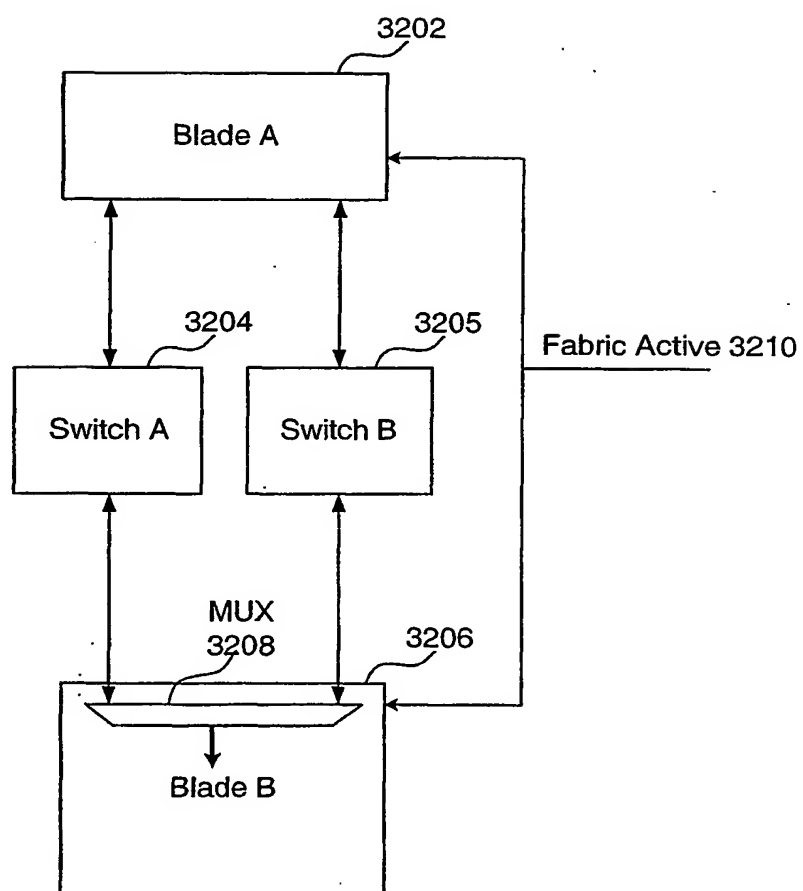 3202
Blade A
3204
3205
Fabric Active 3210
Switch A
Switch B
MUX
3208
3206
Blade B